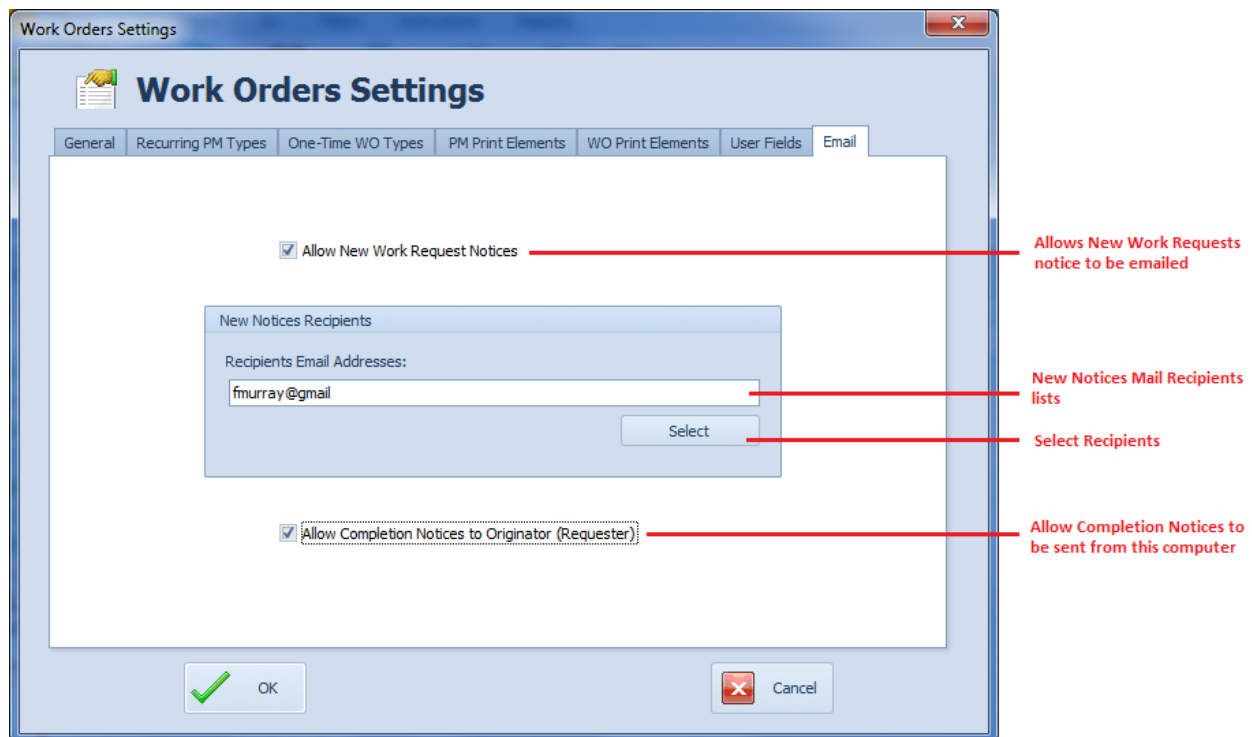 Work Orders Settings
Work Orders Settings
General Recurring PM Types One-Time WO Types PM Print Elements WO Print Elements User Fields Email
Allow New Work Request Notices
Allows New Work Requests
notice to be emailed
New Notices Recipients
Recipients Email Addresses:
fmurray@gmail
New Notices Mail Recipients
lists
Select
Select Recipients
Allow Completion Notices to Originator (Requester)
Allow Completion Notices to
be sent from this computer
OK Cancel